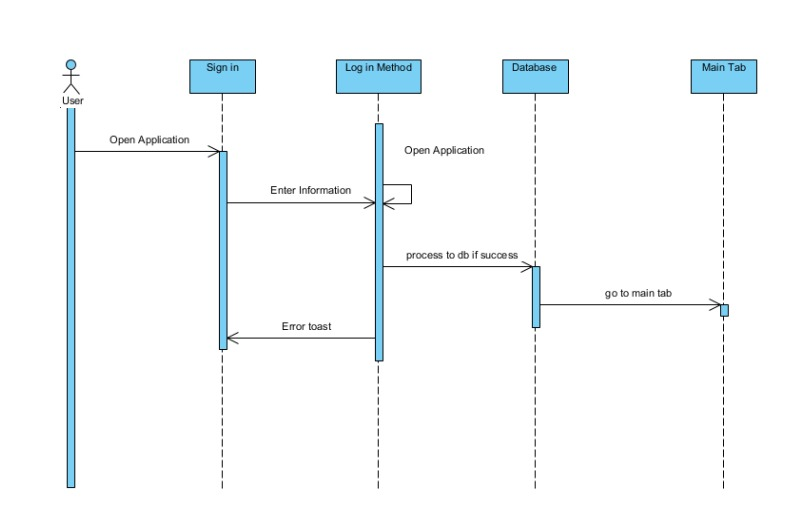 Sign in
Log in Method
Database
Main Tab
User
Open Application
Open Application
Enter Information
process to db if success
go to main tab
Error toast